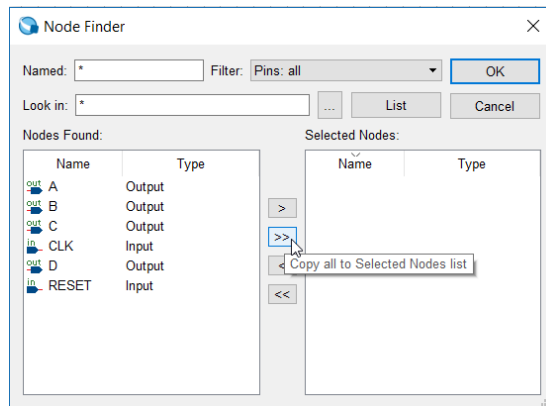 Node Finder
Named: * Filter: Pins: all OK
Look in: * ... List Cancel
Nodes Found: Selected Nodes:
Name Type Name Type
out A Output
out B Output
out C Output
in CLK Input
out D Output
in RESET Input
>
>>
<
Copy all to Selected Nodes list
<<